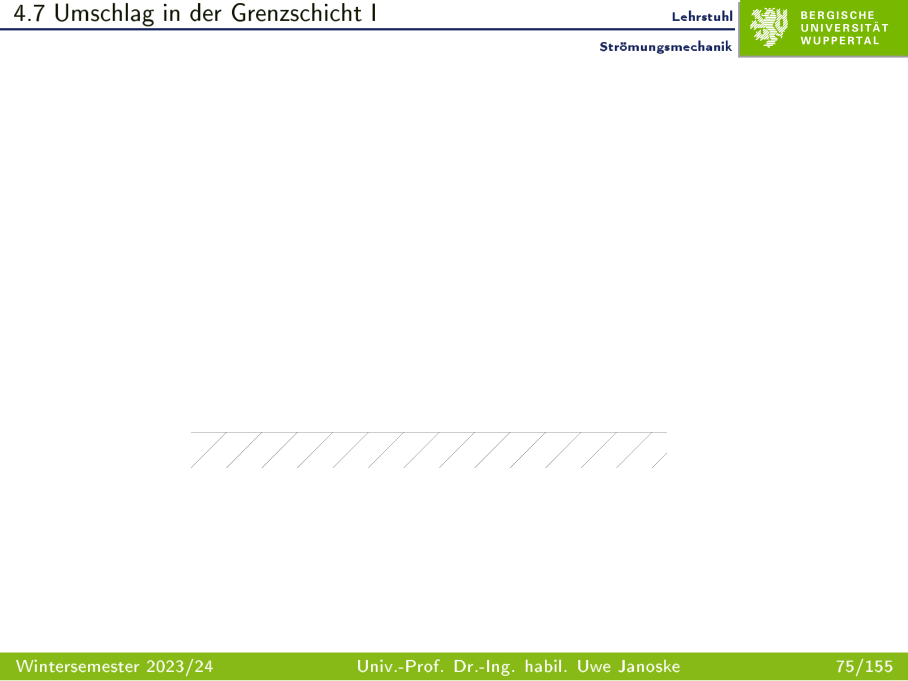 4.7 Umschlag in der Grenzschicht I
Lehrstuhl
Strömungsmechanik
BERGISCHE
UNIVERSITÄT
WUPPERTAL
Wintersemester 2023/24
Univ.-Prof. Dr.-Ing. habil. Uwe Janoske
75/155